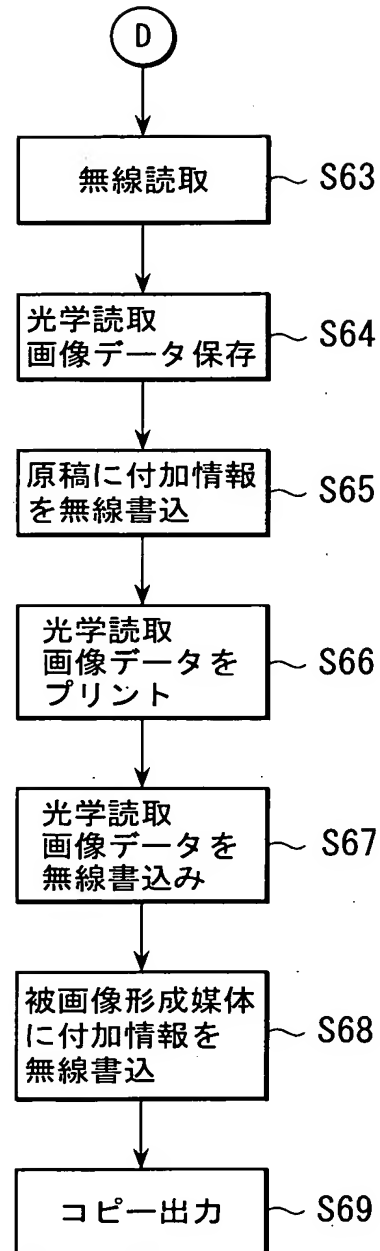 D
無線読取
S63
光学読取
画像データ保存
S64
原稿に付加情報
を無線書込
S65
光学読取
画像データを
プリント
S66
光学読取
画像データを
無線書込み
S67
被画像形成媒体
に付加情報を
無線書込
S68
コピー出力
S69